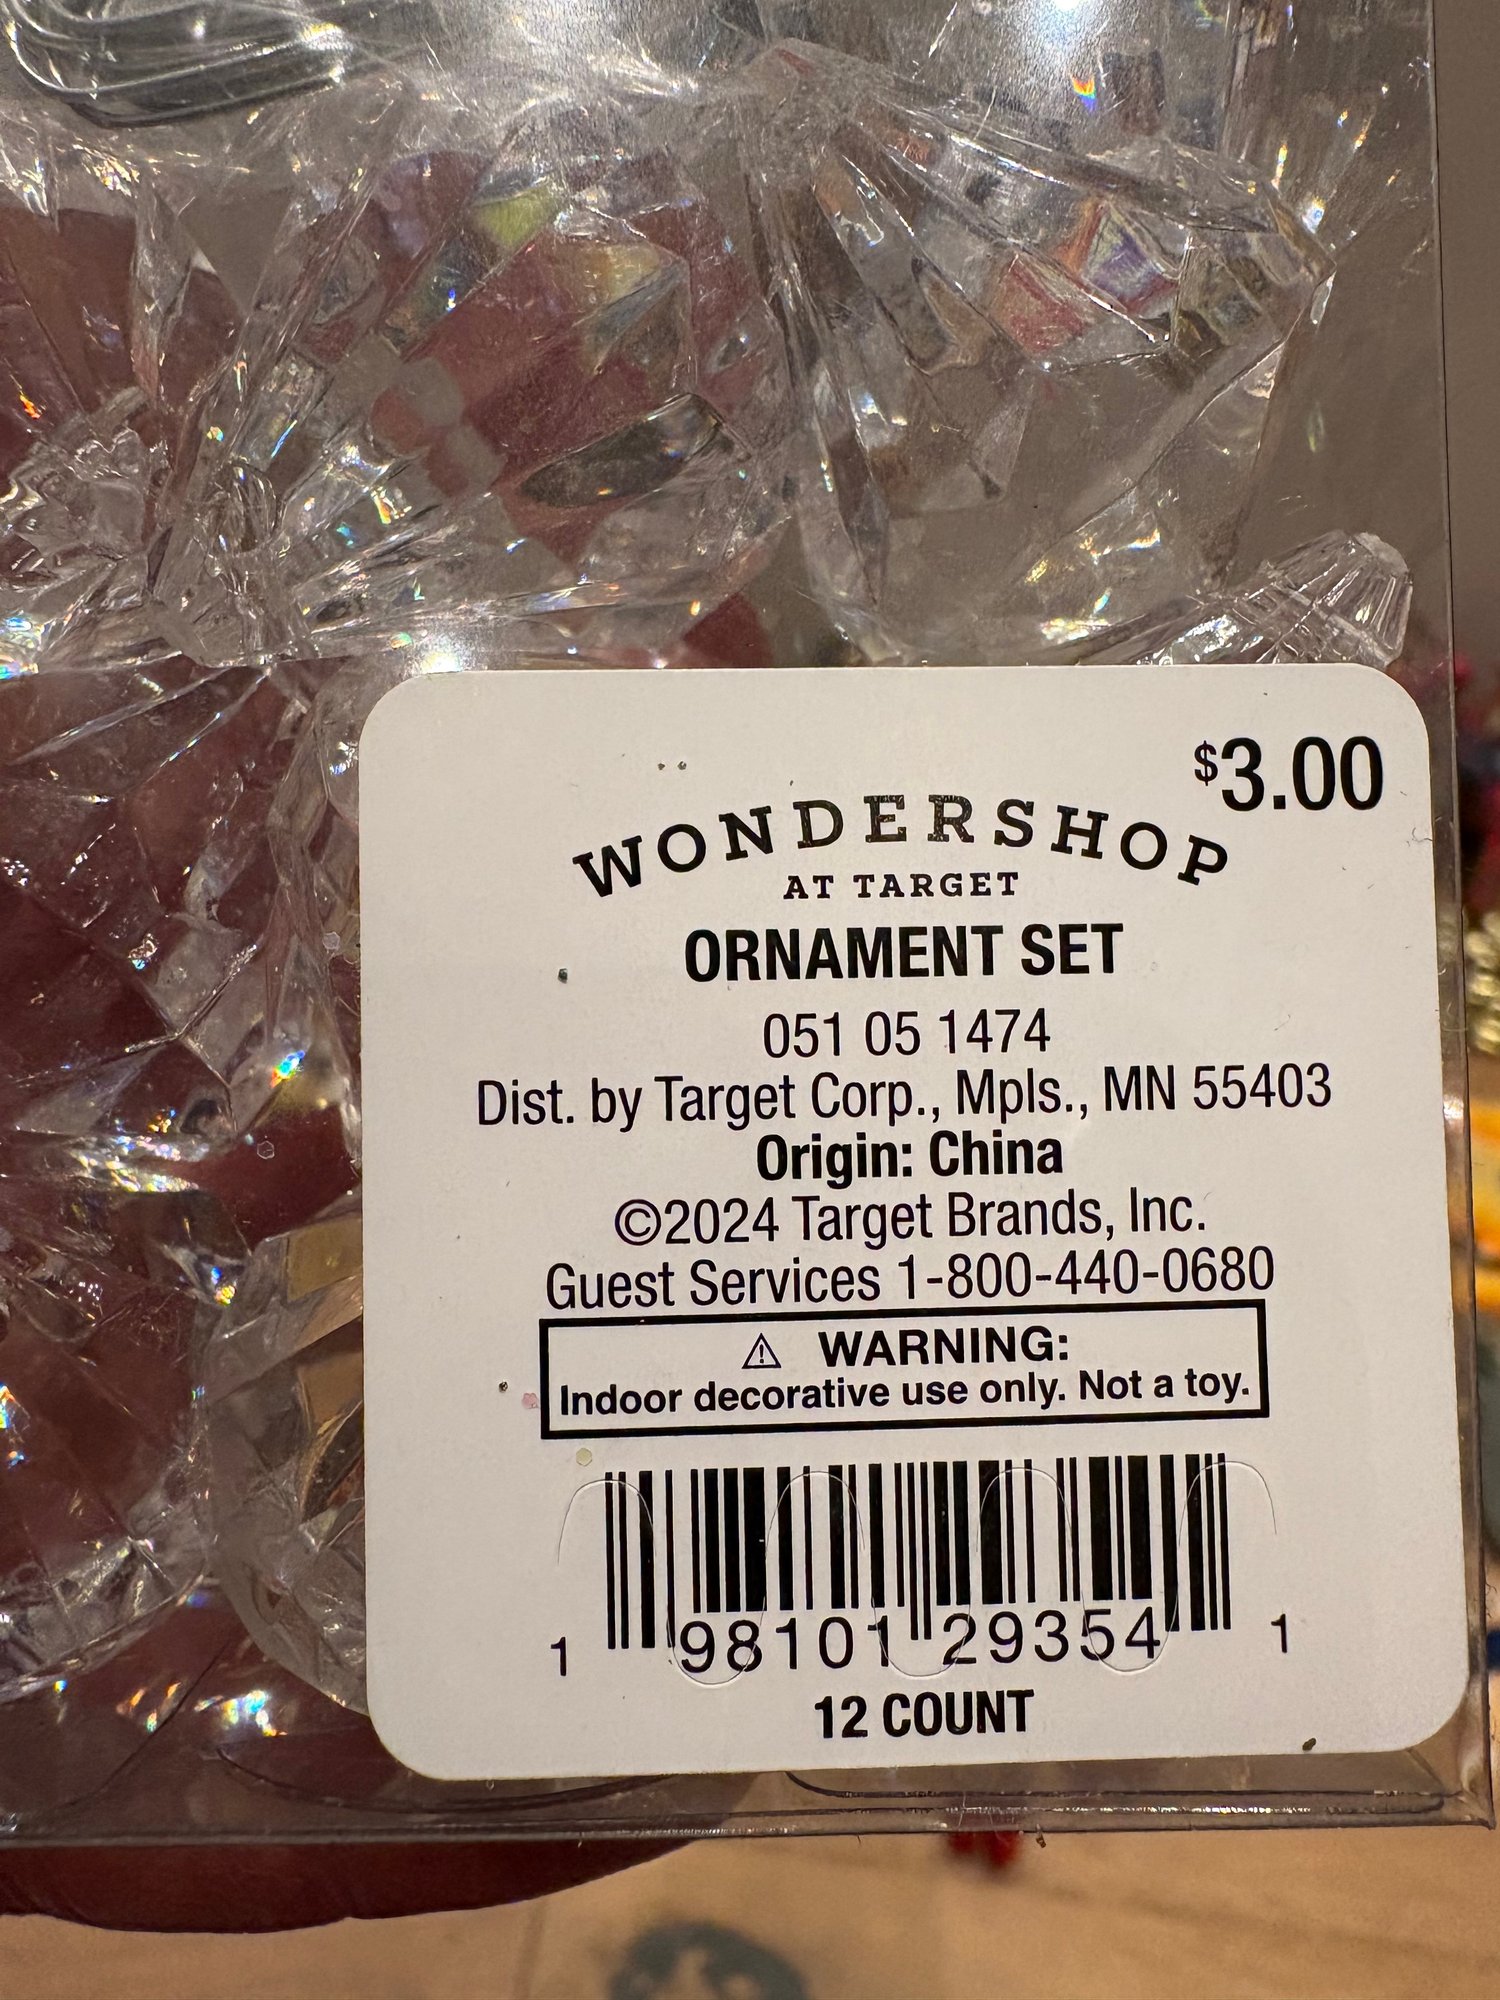 $3.00
WONDERSHOP
AT TARGET
ORNAMENT SET
051 05 1474
Dist. by Target Corp., Mpls., MN 55403
Origin: China
©2024 Target Brands, Inc.
Guest Services 1-800-440-0680
⚠ WARNING:
Indoor decorative use only. Not a toy.
1 98101 29354 1
12 COUNT